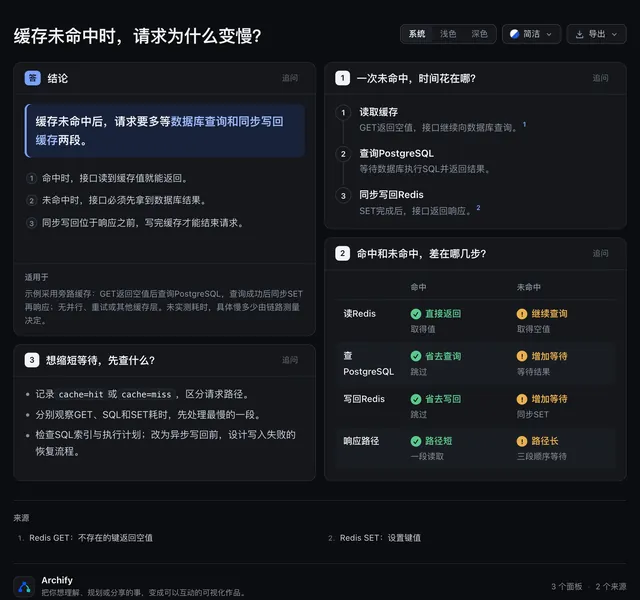 缓存未命中时，请求为什么变慢？
系统 浅色 深色 简洁 导出
答 结论 追问
缓存未命中后，请求要多等数据库查询和同步写回
缓存两段。
1 命中时，接口读到缓存值就能返回。
2 未命中时，接口必须先拿到数据库结果。
3 同步写回位于响应之前，写完缓存才能结束请求。
适用于
示例采用旁路缓存：GET返回空值后查询PostgreSQL，查询成功后同步SET
再响应；无并行、重试或其他缓存层。未实测耗时，具体慢多少由链路测量
决定。
3 想缩短等待，先查什么？ 追问
• 记录 cache=hit 或 cache=miss ，区分请求路径。
• 分别观察GET、SQL和SET耗时，先处理最慢的一段。
• 检查SQL索引与执行计划；改为异步写回前，设计写入失败的
恢复流程。
1 一次未命中，时间花在哪？ 追问
1 读取缓存
GET返回空值，接口继续向数据库查询。 1
2 查询PostgreSQL
等待数据库执行SQL并返回结果。
3 同步写回Redis
SET完成后，接口返回响应。 2
2 命中和未命中，差在哪几步？ 追问
命中 未命中
读Redis 直接返回 继续查询
取得值 取得空值
查 省去查询 增加等待
PostgreSQL 跳过 等待结果
写回Redis 省去写回 增加等待
跳过 同步SET
响应路径 路径短 路径长
一段读取 三段顺序等待
来源
1. Redis GET：不存在的键返回空值
2. Redis SET：设置键值
Archify
把你想理解、规划或分享的事，变成可以互动的可视化作品。
3 个面板 · 2 个来源